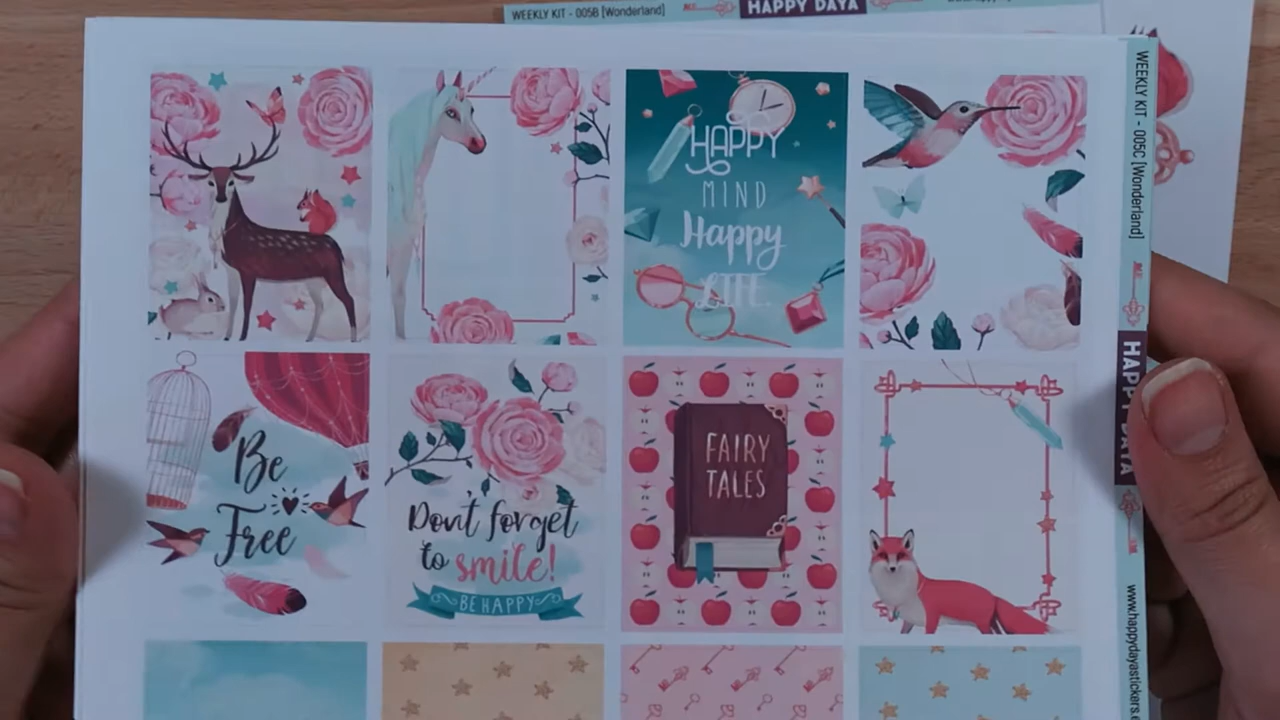 WEEKLY KIT - 005B [Wonderland]
HAPPY DAYA
WEEKLY KIT - 005C [Wonderland]
HAPPY DAYA
www.happydayastickers.e
HAPPY
MIND
Happy
LIFE.
Be
Free
Don't forget
to smile!
BE HAPPY
FAIRY
TALES